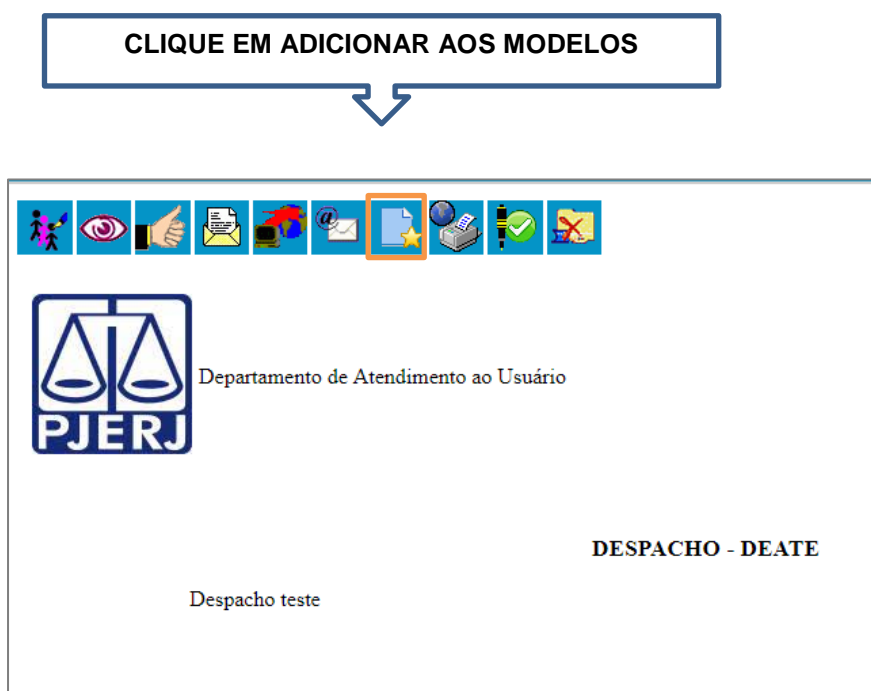 CLIQUE EM ADICIONAR AOS MODELOS
@
Departamento de Atendimento ao Usuário
PJERJ
DESPACHO - DEATE
Despacho teste